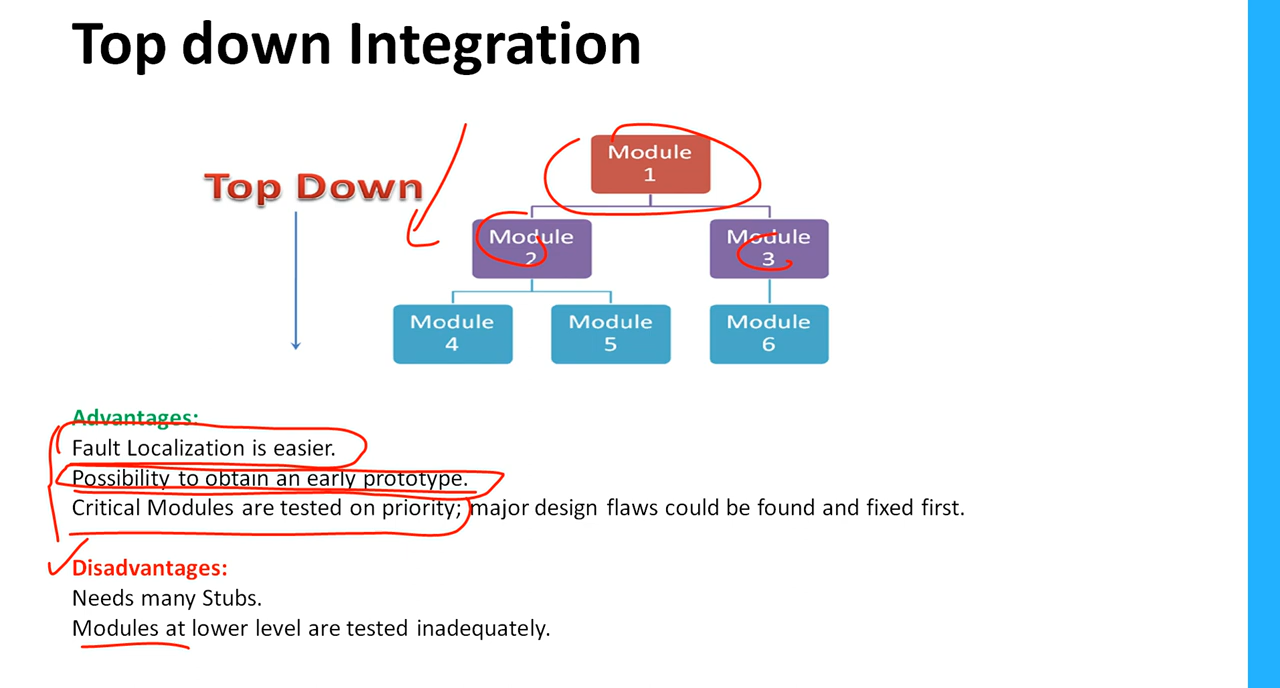 Top down Integration
Top Down
Module
1
Module
2
Module
3
Module
4
Module
5
Module
6
Advantages:
Fault Localization is easier.
Possibility to obtain an early prototype.
Critical Modules are tested on priority; major design flaws could be found and fixed first.
Disadvantages:
Needs many Stubs.
Modules at lower level are tested inadequately.